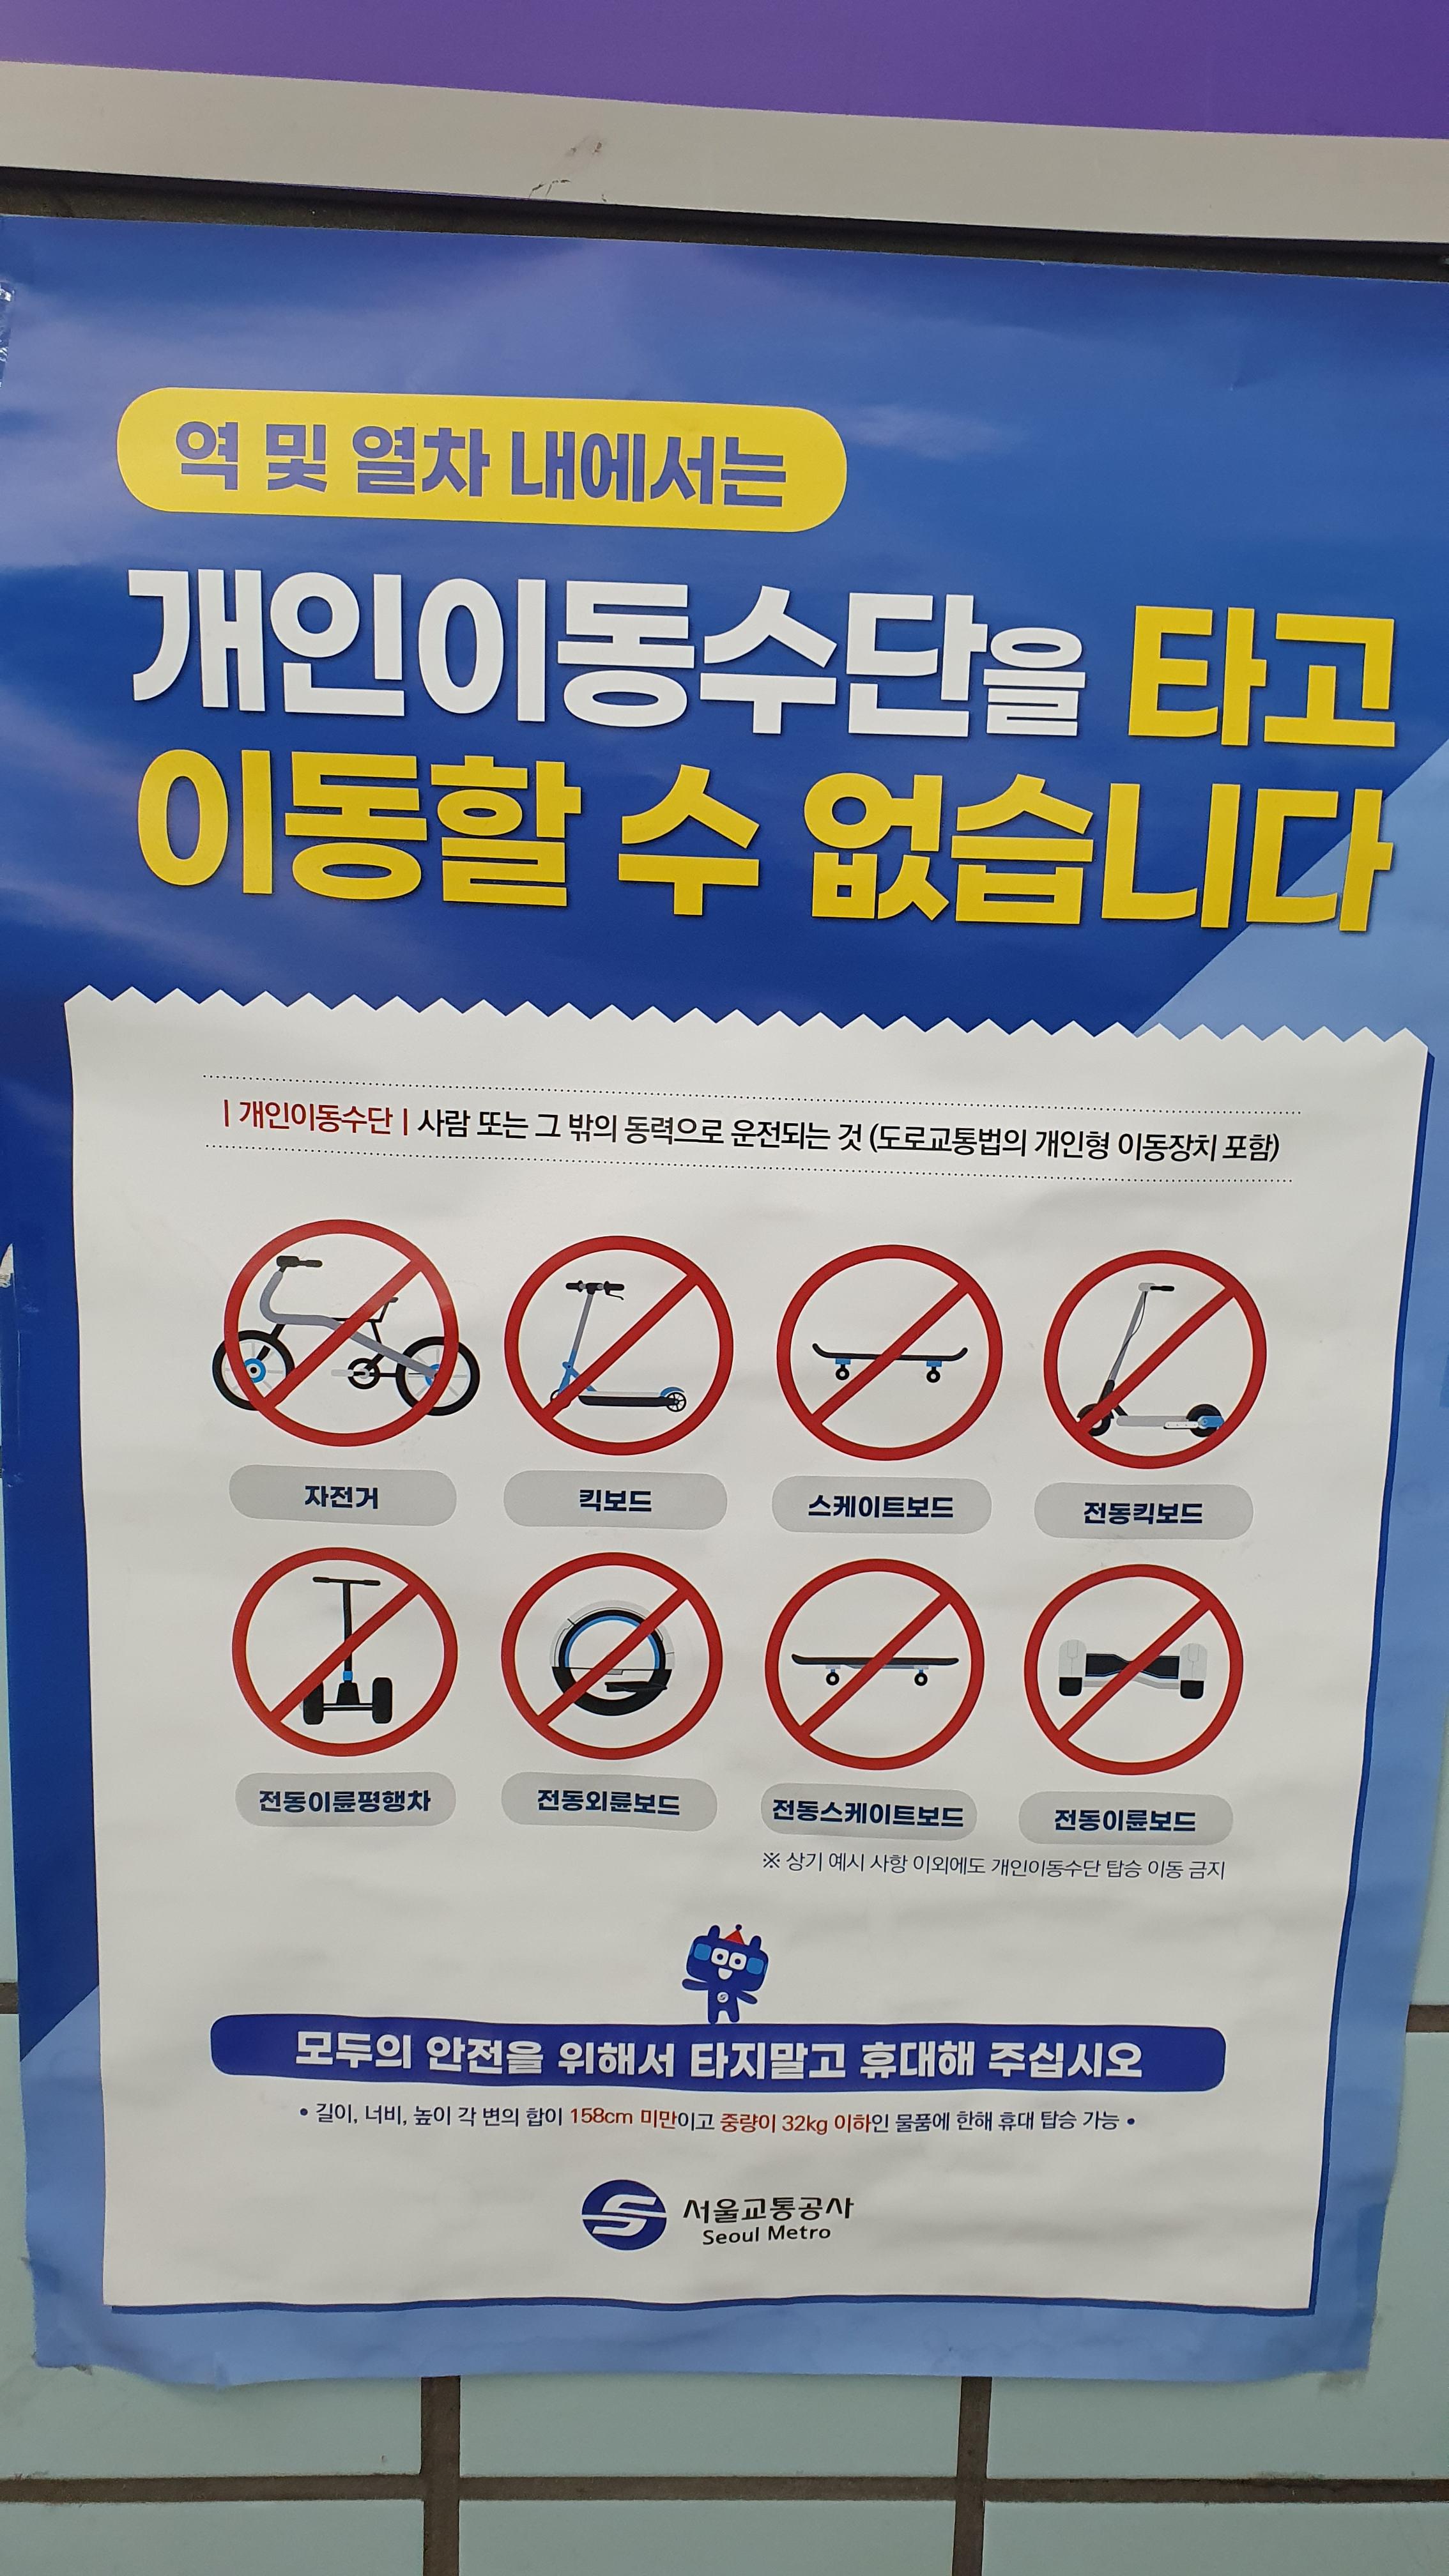 역 및 열차 내에서는
개인이동수단을 타고
이동할 수 없습니다
| 개인이동수단 | 사람 또는 그 밖의 동력으로 운전되는 것 (도로교통법의 개인형 이동장치 포함)
자전거 킥보드 스케이트보드 전동킥보드
전동이륜평행차 전동외륜보드 전동스케이트보드 전동이륜보드
※ 상기 예시 사항 이외에도 개인이동수단 탑승 이동 금지
모두의 안전을 위해서 타지말고 휴대해 주십시오
• 길이, 너비, 높이 각 변의 합이 158cm 미만이고 중량이 32kg 이하인 물품에 한해 휴대 탑승 가능 •
서울교통공사
Seoul Metro